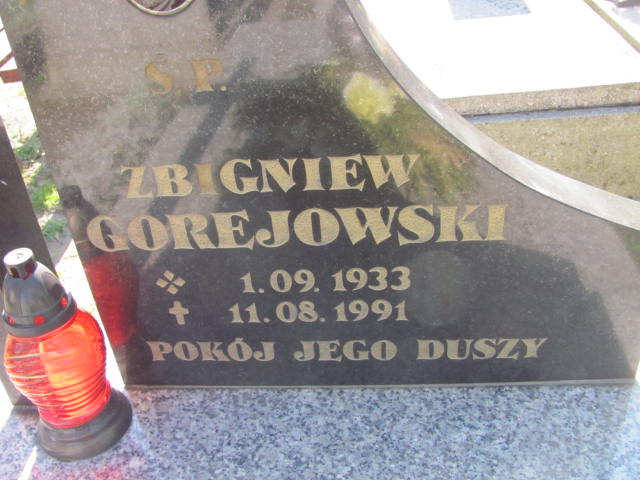 Ś.P.
ZBIGNIEW
GOREJOWSKI
1.09.1933
11.08.1991
POKÓJ JEGO DUSZY